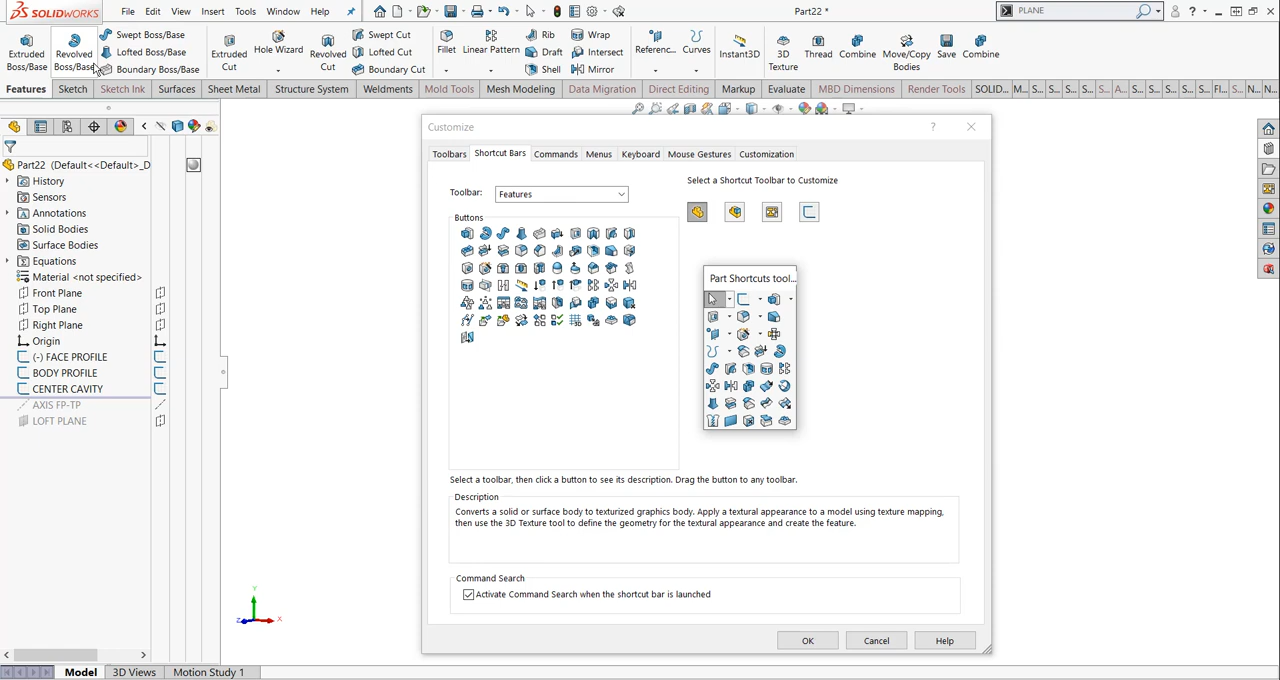 SOLIDWORKS File Edit View Insert Tools Window Help Part22 * PLANE
Extruded Boss/Base
Revolved Boss/Base
Swept Boss/Base
Lofted Boss/Base
Boundary Boss/Base
Extruded Cut
Hole Wizard
Revolved Cut
Swept Cut
Lofted Cut
Boundary Cut
Fillet
Linear Pattern
Rib
Draft
Shell
Wrap
Intersect
Mirror
Referenc...
Curves
Instant3D
3D Texture
Thread
Combine
Move/Copy Bodies
Save
Combine
Features Sketch Sketch Ink Surfaces Sheet Metal Structure System Weldments Mold Tools Mesh Modeling Data Migration Direct Editing Markup Evaluate MBD Dimensions Render Tools SOLID... M... S... S... S... S... S... A... S... S... S... S... Fl... S... N... N...
Part22 (Default<<Default>_D
History
Sensors
Annotations
Solid Bodies
Surface Bodies
Equations
Material <not specified>
Front Plane
Top Plane
Right Plane
Origin
(-) FACE PROFILE
BODY PROFILE
CENTER CAVITY
AXIS FP-TP
LOFT PLANE
Customize ?
Toolbars Shortcut Bars Commands Menus Keyboard Mouse Gestures Customization
Toolbar: Features
Select a Shortcut Toolbar to Customize
Buttons
Part Shortcuts tool...
Select a toolbar, then click a button to see its description. Drag the button to any toolbar.
Description
Converts a solid or surface body to texturized graphics body. Apply a textural appearance to a model using texture mapping,
then use the 3D Texture tool to define the geometry for the textural appearance and create the feature.
Command Search
Activate Command Search when the shortcut bar is launched
OK Cancel Help
Y
Z X
Model 3D Views Motion Study 1